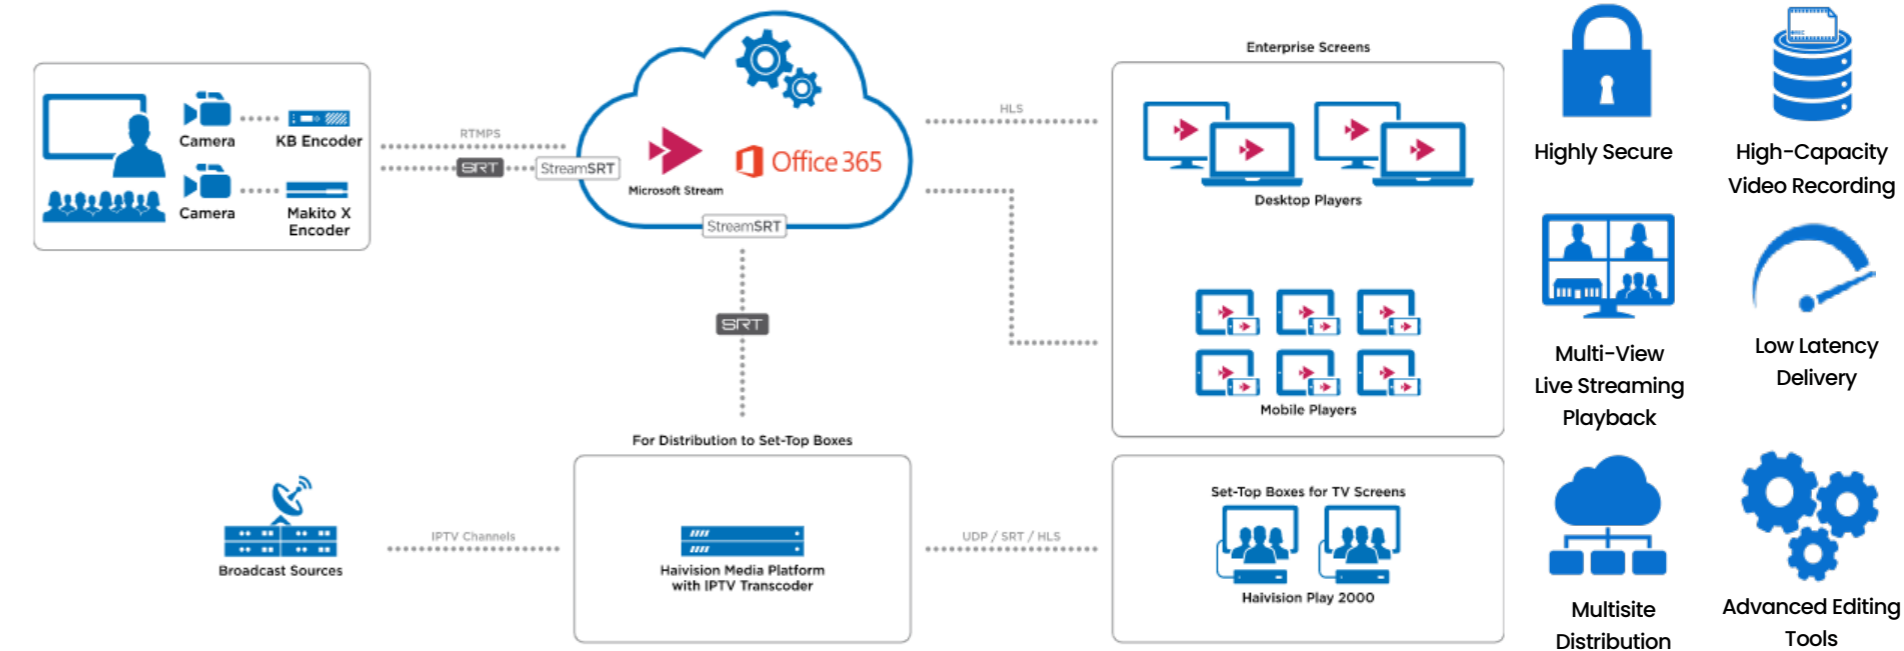 Camera
KB Encoder
Camera
Makito X
Encoder
RTMPS
SRT
StreamSRT
Microsoft Stream
Office 365
StreamSRT
SRT
HLS
Enterprise Screens
Desktop Players
Mobile Players
For Distribution to Set-Top Boxes
Broadcast Sources
IPTV Channels
Haivision Media Platform
with IPTV Transcoder
UDP / SRT / HLS
Set-Top Boxes for TV Screens
Haivision Play 2000
Highly Secure
High-Capacity
Video Recording
Multi-View
Live Streaming
Playback
Low Latency
Delivery
Multisite
Distribution
Advanced Editing
Tools